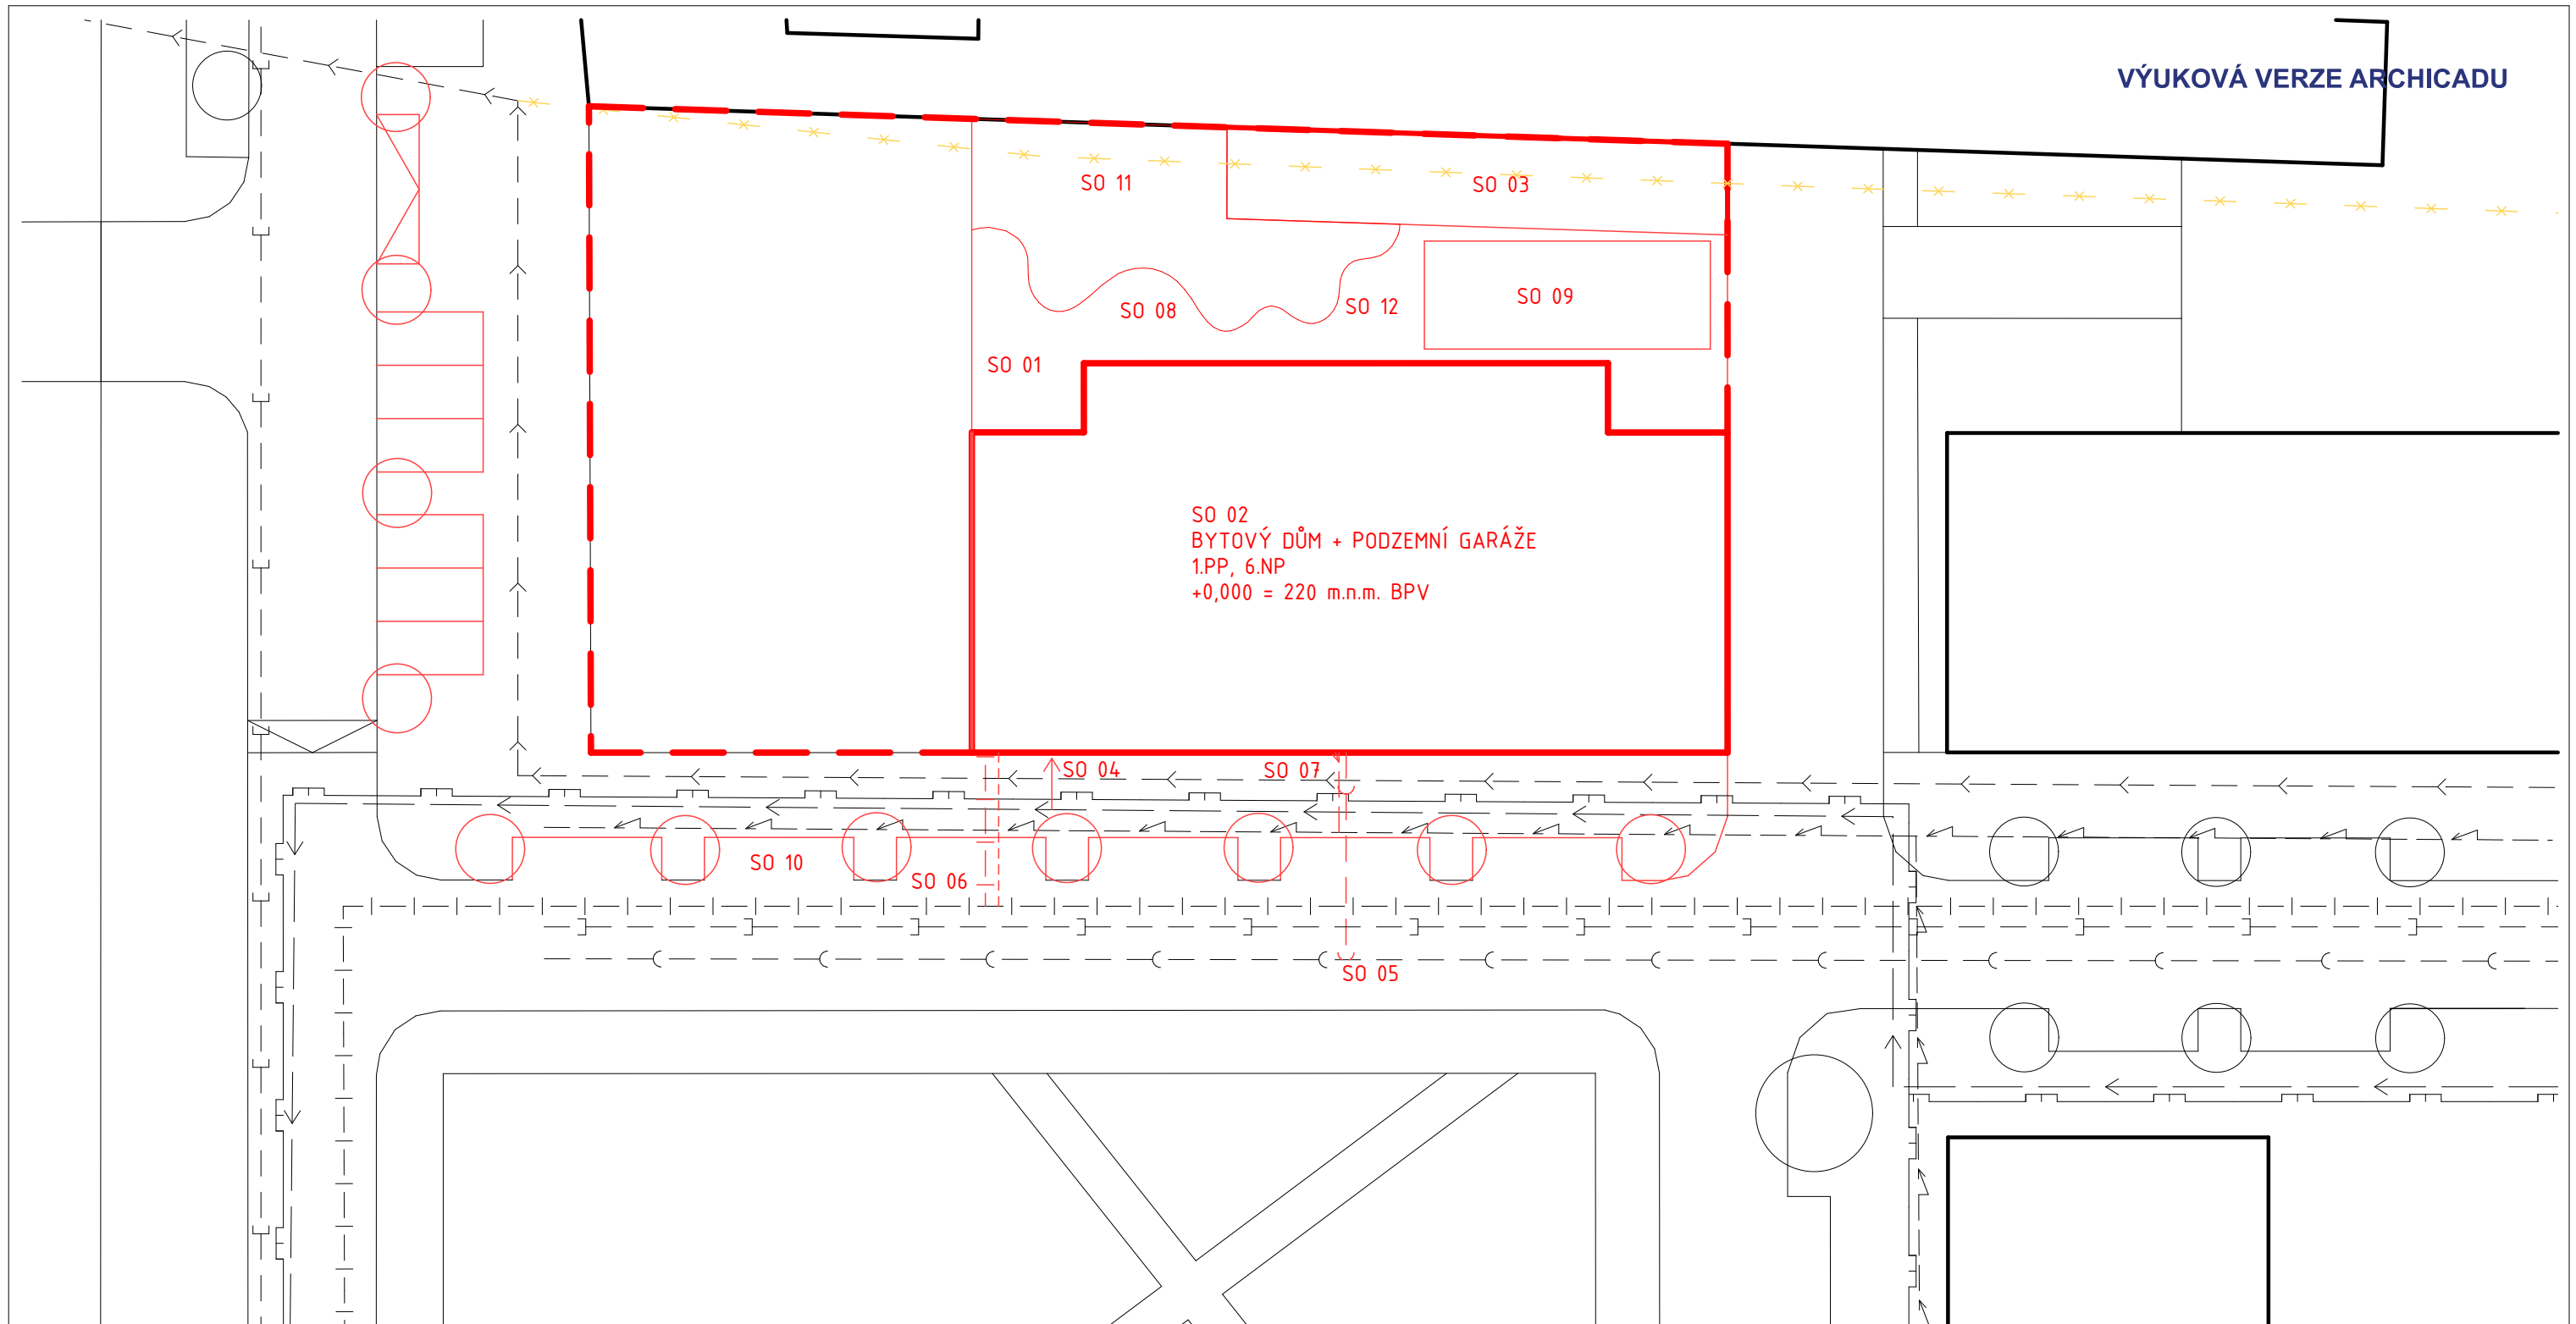 VÝUKOVÁ VERZE ARCHICADU
SO 11
SO 03
SO 08
SO 12
SO 09
SO 01
SO 02
BYTOVÝ DŮM + PODZEMNÍ GARÁŽE
1.PP, 6.NP
+0,000 = 220 m.n.m. BPV
SO 04
SO 07
SO 10
SO 06
SO 05